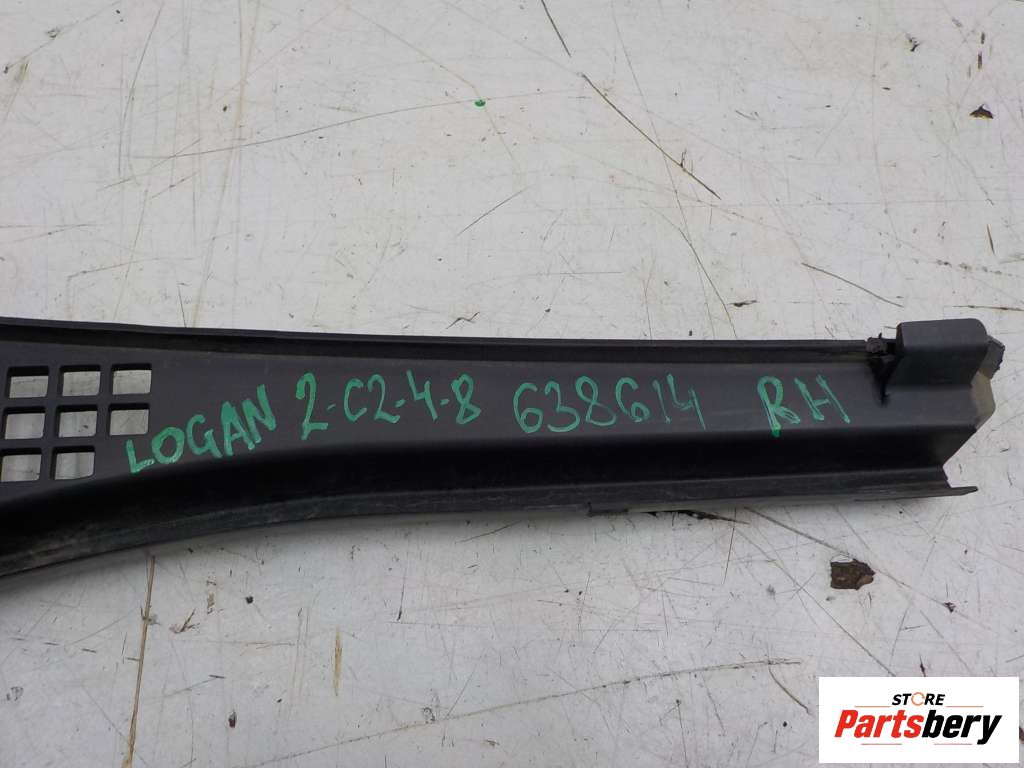 LOGAN 2-C2-4-8 638614 RH
STORE
Partsbery